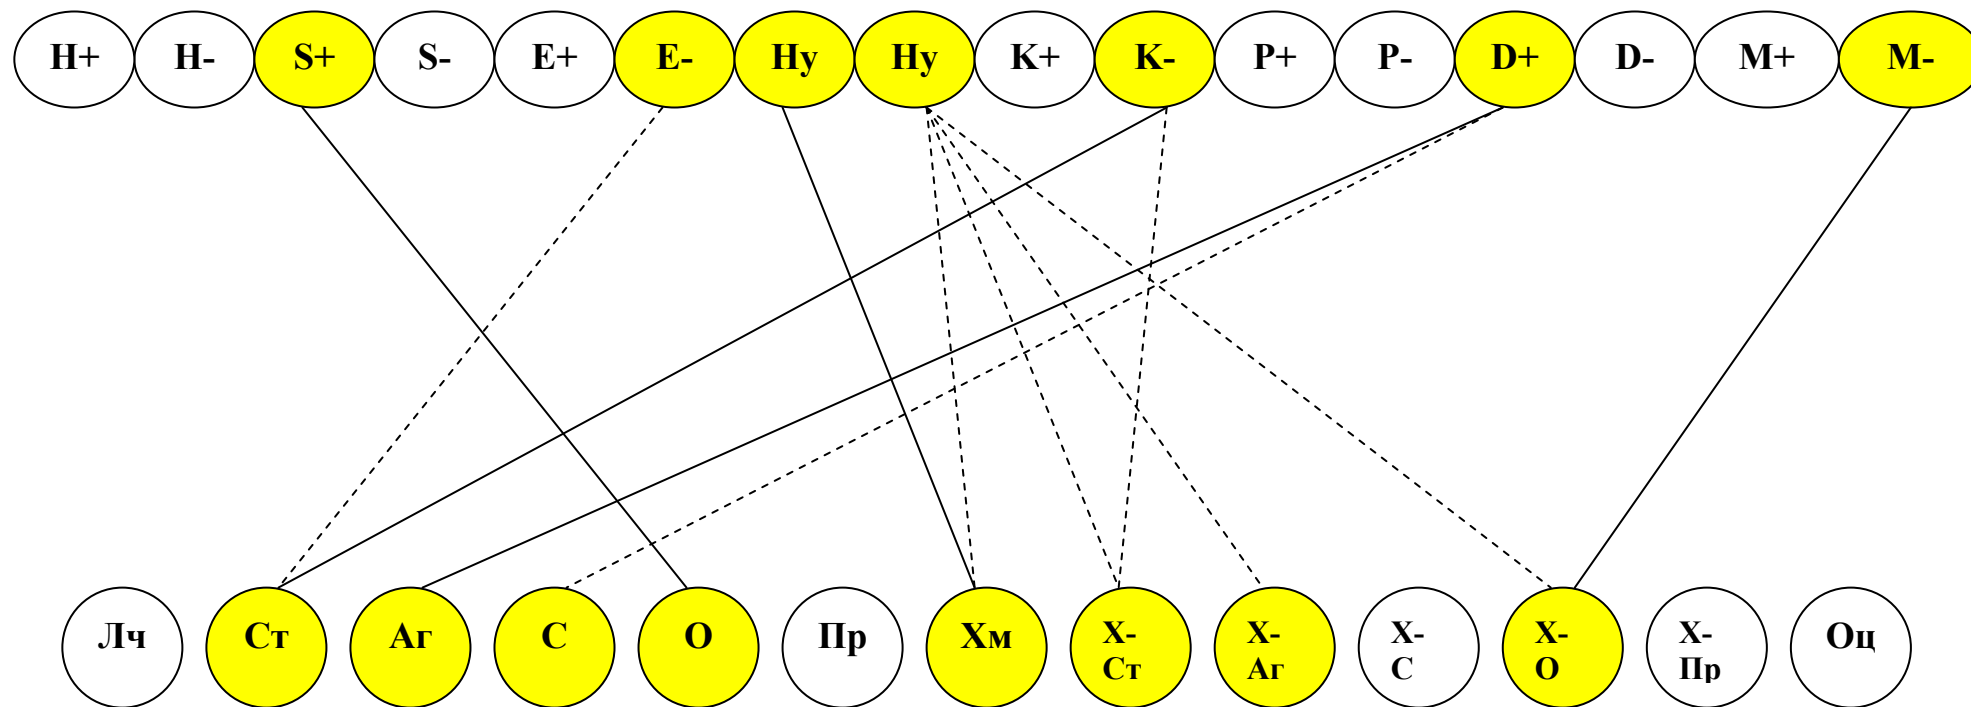 H+ H- S+ S- E+ E- Hy Hy K+ K- P+ P- D+ D- M+ M-
Лч Ст Аг С О Пр Хм Х- Х- Х- Х- Х- Оц
Ст Аг С О Пр